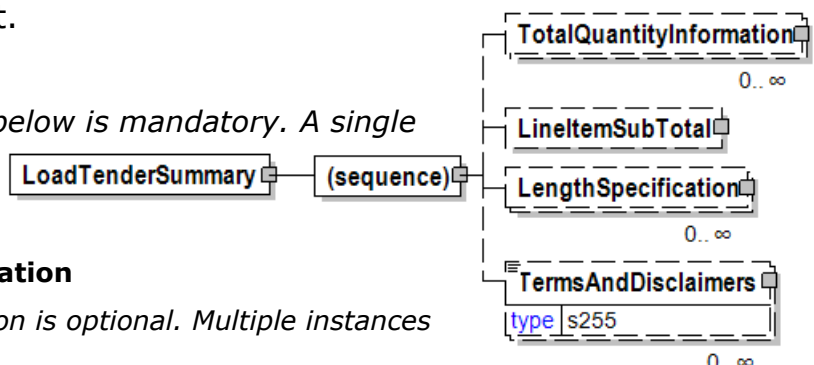 t.
below is mandatory. A single
ation
on is optional. Multiple instances
LoadTenderSummary
(sequence)
TotalQuantityInformation
0.. ∞
LineItemSubTotal
LengthSpecification
0.. ∞
TermsAndDisclaimers
type s255
0.. ∞